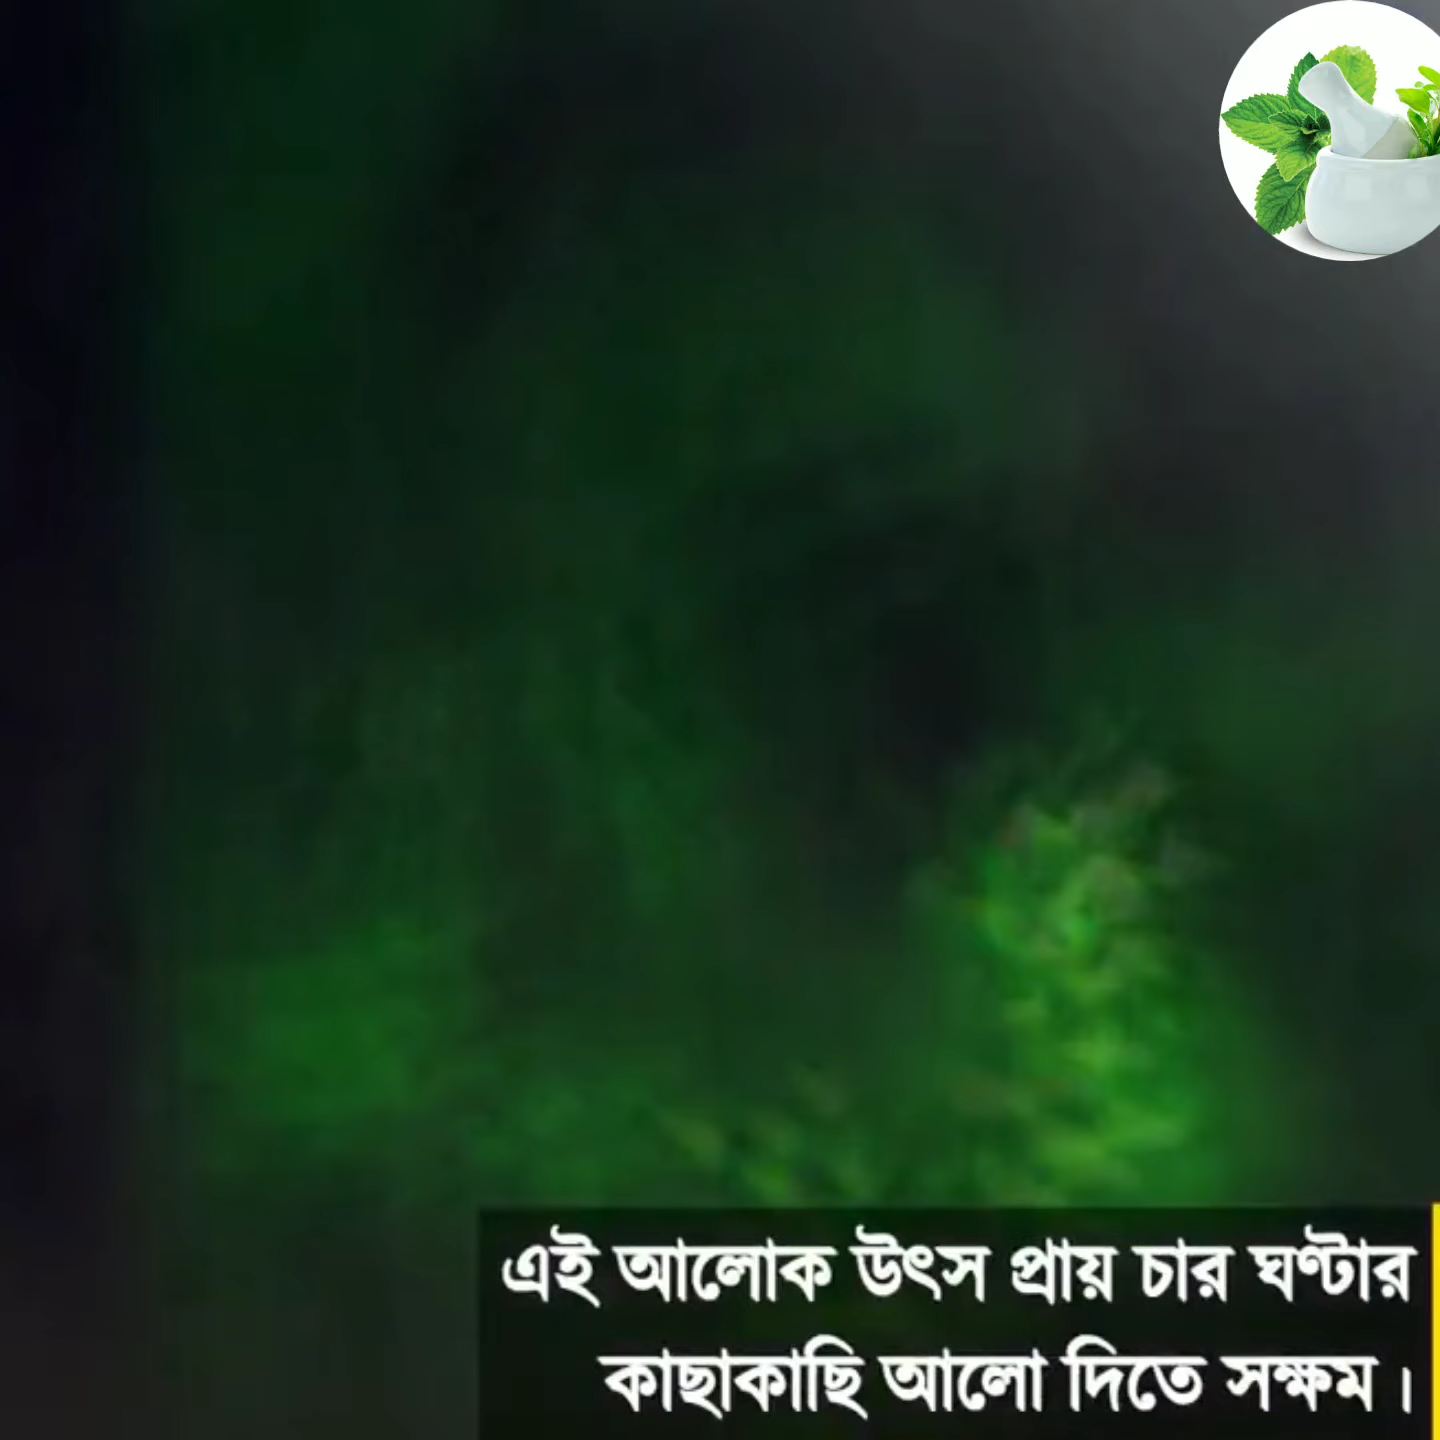 এই আলোক উৎস প্রায় চার ঘণ্টার
কাছাকাছি আলো দিতে সক্ষম।